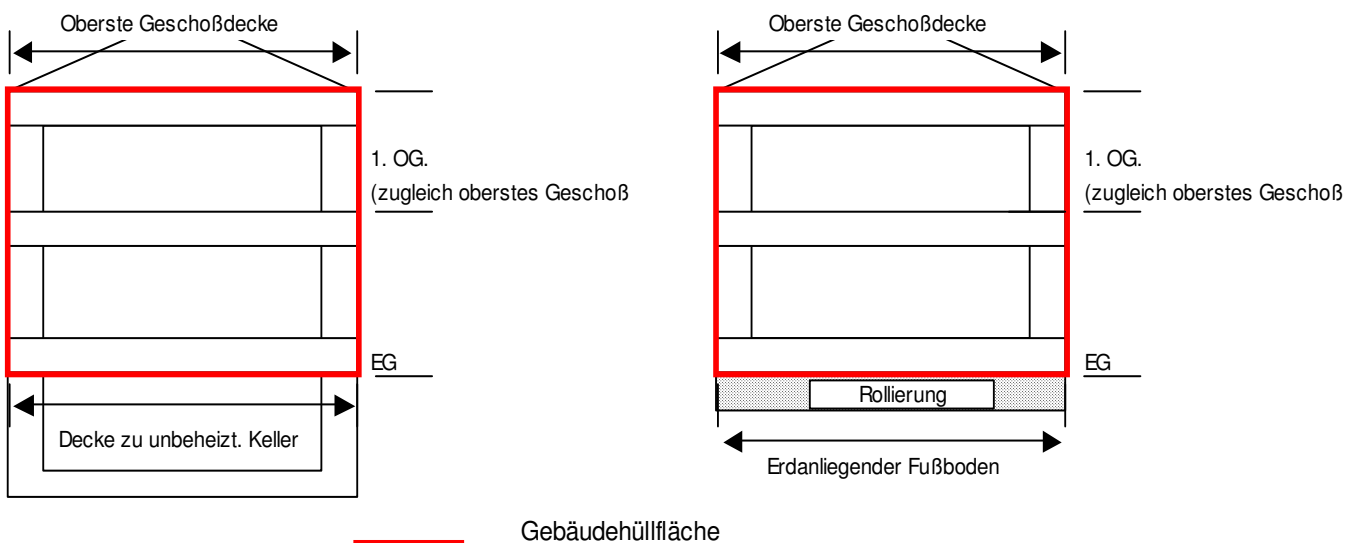 Oberste Geschoßdecke
1. OG.
(zugleich oberstes Geschoß
EG
Decke zu unbeheizt. Keller
Oberste Geschoßdecke
1. OG.
(zugleich oberstes Geschoß
EG
Rollierung
Erdanliegender Fußboden
Gebäudehüllfläche